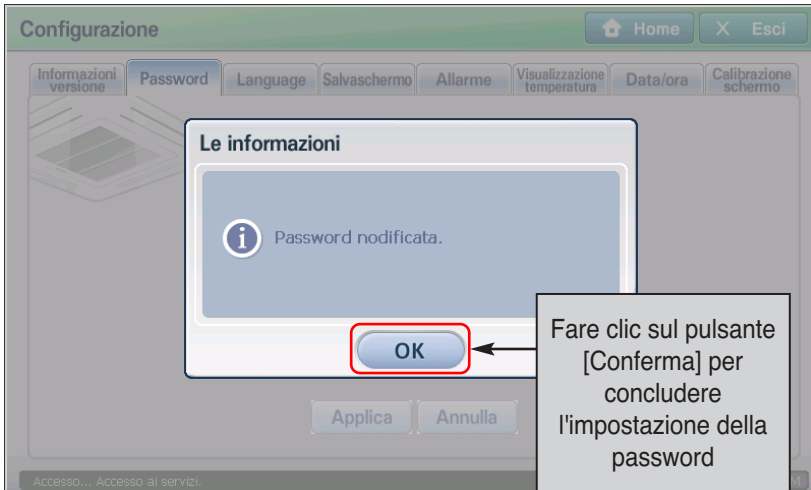 Configurazione
Home
X Esci
Informazioni versione
Password
Language
Salvaschermo
Allarme
Visualizzazione temperatura
Data/ora
Calibrazione schermo
Le informazioni
Password nodificata.
OK
Fare clic sul pulsante
[Conferma] per
concludere
l'impostazione della
password
Applica
Annulla
Accesso... Accesso ai servizi.